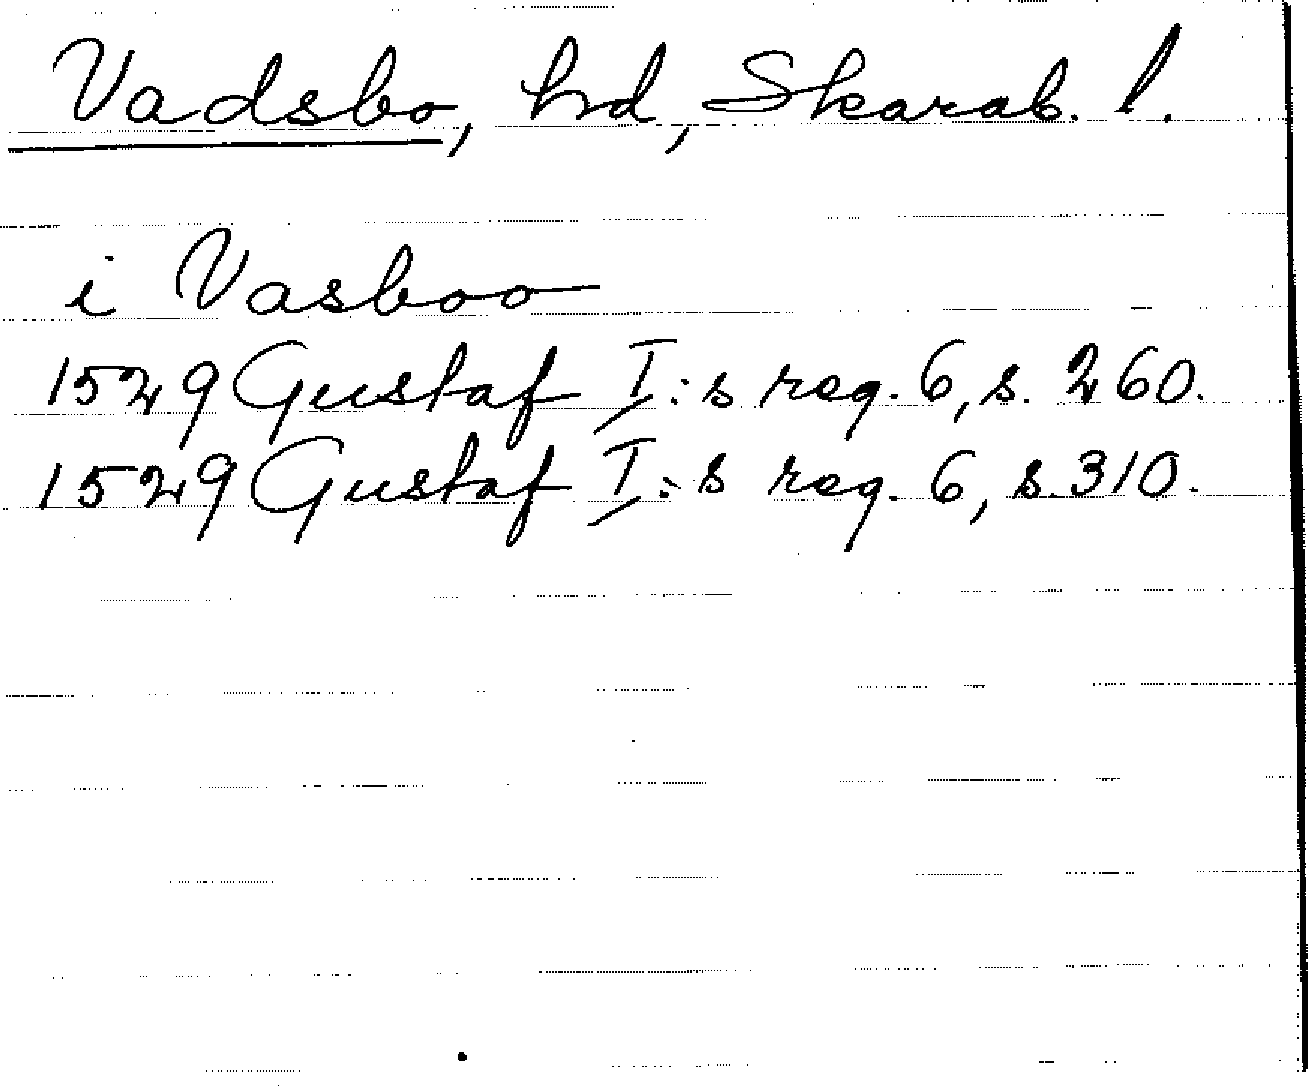 Vadsbo, hd, Skarab. l.
i Vasboo
1529 Gustaf I:s reg. 6, s. 260.
1529 Gustaf I:s reg. 6, s. 310.